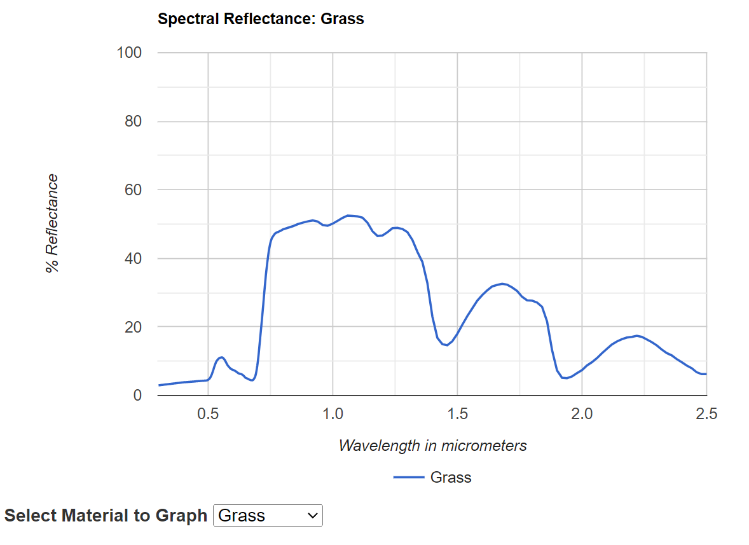 Spectral Reflectance: Grass
100
80
60
40
20
0
% Reflectance
0.5 1.0 1.5 2.0 2.5
Wavelength in micrometers
Grass
Select Material to Graph Grass